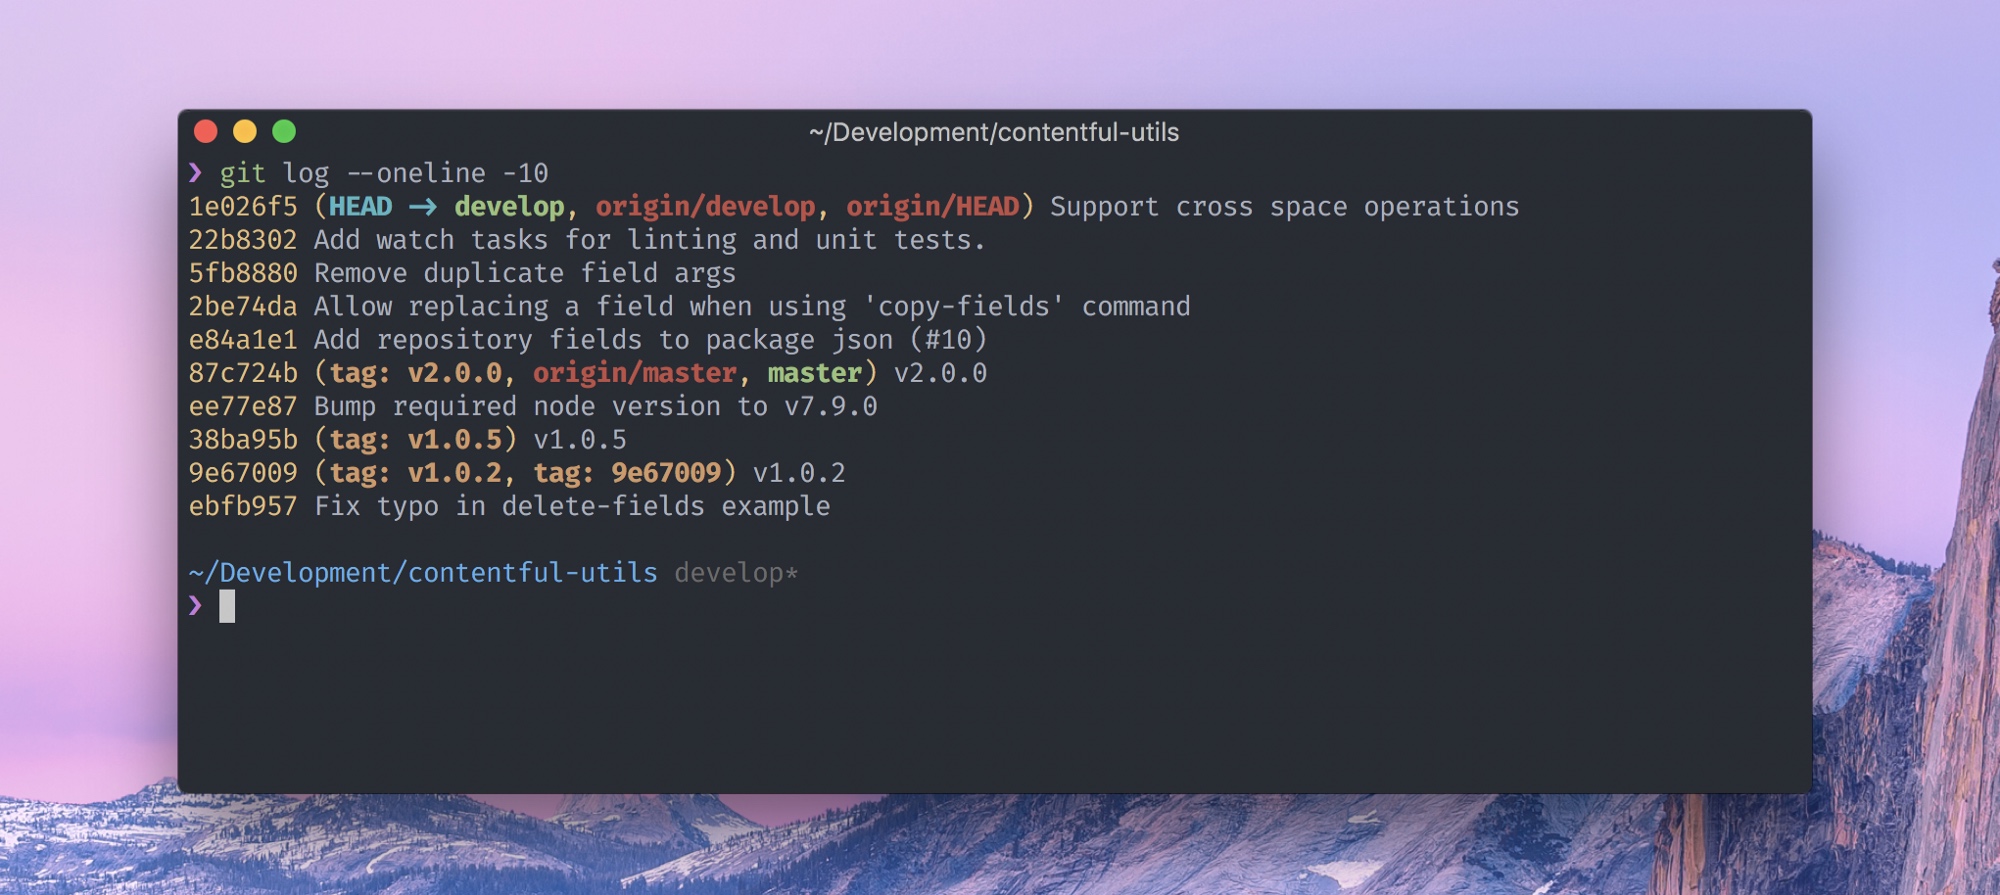 ~/Development/contentful-utils
❯ git log --oneline -10
1e026f5 (HEAD → develop, origin/develop, origin/HEAD) Support cross space operations
22b8302 Add watch tasks for linting and unit tests.
5fb8880 Remove duplicate field args
2be74da Allow replacing a field when using 'copy-fields' command
e84a1e1 Add repository fields to package json (#10)
87c724b (tag: v2.0.0, origin/master, master) v2.0.0
ee77e87 Bump required node version to v7.9.0
38ba95b (tag: v1.0.5) v1.0.5
9e67009 (tag: v1.0.2, tag: 9e67009) v1.0.2
ebfb957 Fix typo in delete-fields example
~/Development/contentful-utils develop*
❯